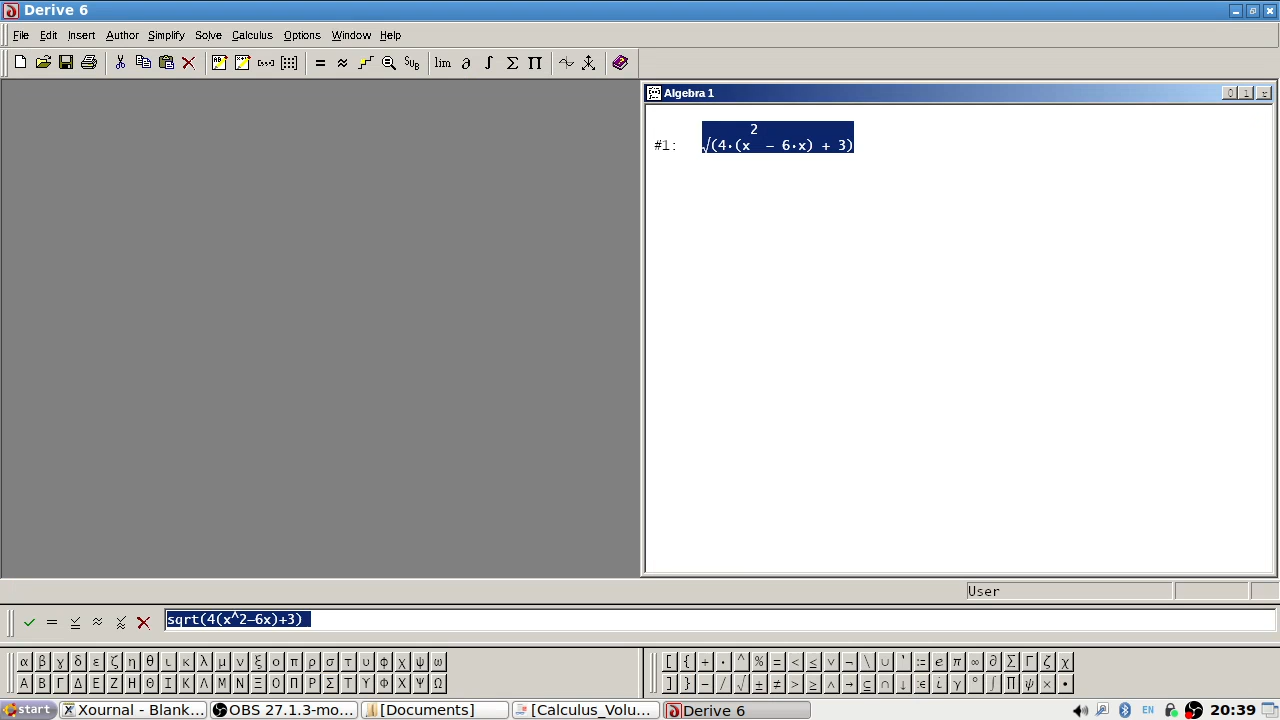 Derive 6
File Edit Insert Author Simplify Solve Calculus Options Window Help
= ≈ SUB lim ∂ ∫ Σ Π
Algebra 1
2
#1: √(4·(x – 6·x) + 3)
User
= ≈
sqrt(4(x^2–6x)+3)
α β γ δ ε ζ η θ ι κ λ μ ν ξ ο π ρ σ τ υ φ χ ψ ω
[ { + · ^ % = < ≤ ∨ ¬ \ ∪ ' := e π ∞ ∂ ∑ Γ ζ χ
Α Β Γ Δ Ε Ζ Η Θ Ι Κ Λ Μ Ν Ξ Ο Π Ρ Σ Τ Υ Φ Χ Ψ Ω
] } − / √ ± ≠ > ≥ ∧ → ⊆ ∩ ↓ :∈ i γ ° ∫ ∏ ψ × •
start Xournal - Blank... OBS 27.1.3-mo... [Documents] [Calculus_Volu... Derive 6 EN 20:39